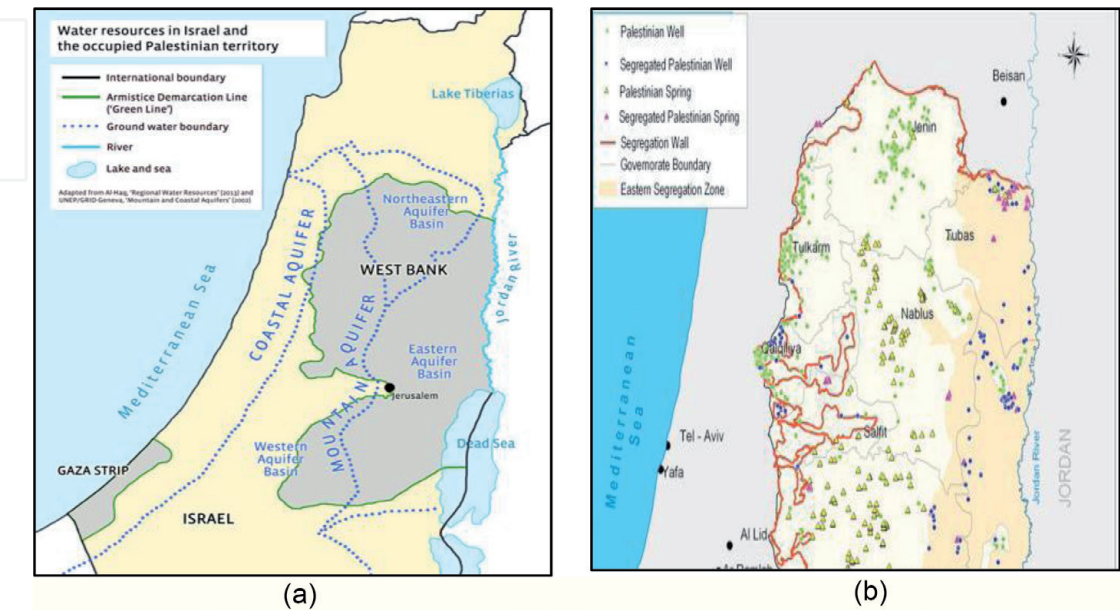 Water resources in Israel and
the occupied Palestinian territory
International boundary
Armistice Demarcation Line
('Green Line')
Ground water boundary
River
Lake and sea
Adapted from Al-Haq, 'Regional Water Resources' (2013) and
UNEP/GRID-Geneva, 'Mountain and Coastal Aquifers' (2002)
Lake Tiberias
Mediterranean Sea
COASTAL AQUIFER
Northeastern
Aquifer
Basin
WEST BANK
Jordan River
MOUNTAIN AQUIFER
Eastern
Aquifer
Basin
Jerusalem
Western
Aquifer
Basin
Dead Sea
GAZA STRIP
ISRAEL
(a)
Palestinian Well
Segregated Palestinian Well
Palestinian Spring
Segregated Palestinian Spring
Segregation Wall
Governorate Boundary
Eastern Segregation Zone
Beisan
Jenin
Tubas
Tulkarm
Nablus
Qalqiliya
Mediterranean
Sea
Salfit
Tel - Aviv
Yafa
Jordan River
JORDAN
Al Lid
(b)